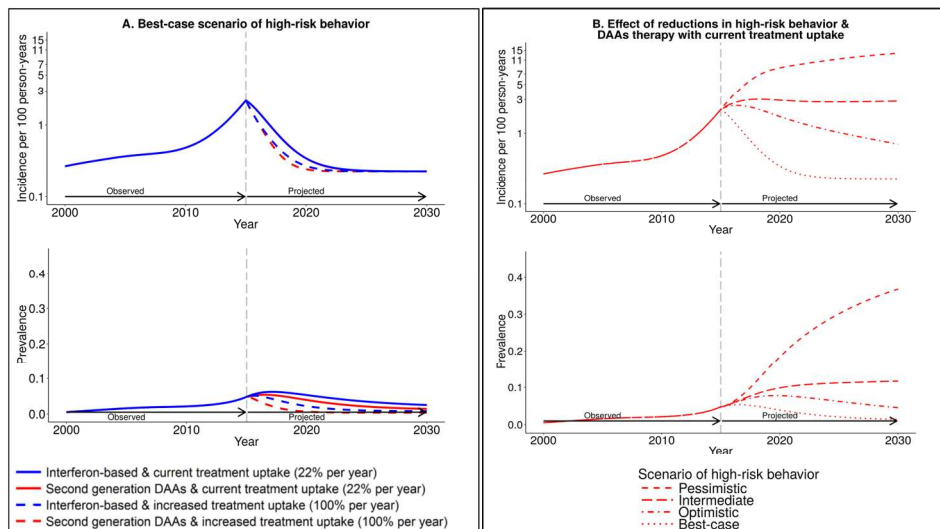 A. Best-case scenario of high-risk behavior
Incidence per 100 person-years
15
11
7
5
3
1
0.1
Observed
Projected
2000
2010
2020
2030
Year
Prevalence
0.4
0.3
0.2
0.1
0.0
Observed
Projected
2000
2010
2020
2030
Year
Interferon-based & current treatment uptake (22% per year)
Second generation DAAs & current treatment uptake (22% per year)
Interferon-based & increased treatment uptake (100% per year)
Second generation DAAs & increased treatment uptake (100% per year)
B. Effect of reductions in high-risk behavior &
DAAs therapy with current treatment uptake
Incidence per 100 person-years
15
11
7
5
3
1
0.1
Observed
Projected
2000
2010
2020
2030
Year
Prevalence
0.4
0.3
0.2
0.1
0.0
Observed
Projected
2000
2010
2020
2030
Year
Scenario of high-risk behavior
Pessimistic
Intermediate
Optimistic
Best-case